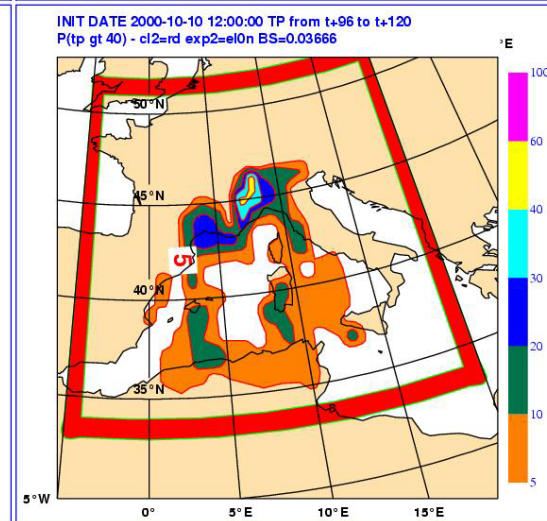 INIT DATE 2000-10-10 12:00:00 TP from t+96 to t+120
P(tp gt 40) - cl2=rd exp2=el0n BS=0.03666
°E
100
50°N
60
45°N
40
5
30
40°N
20
10
35°N
5
5°W
0°
5°E
10°E
15°E